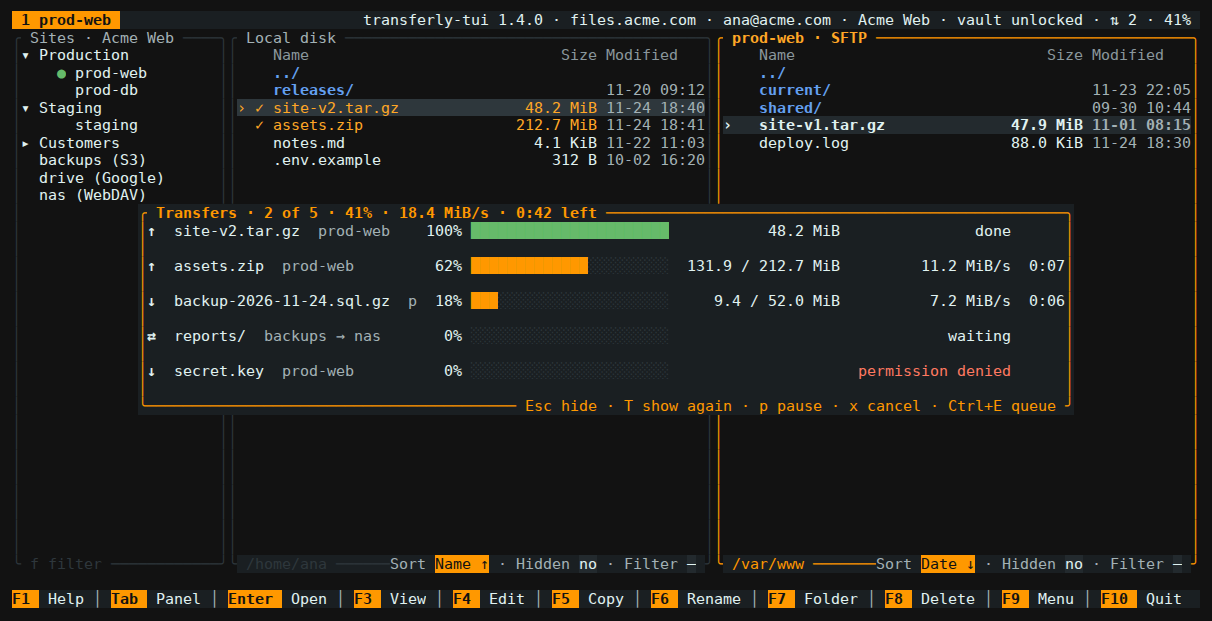 1 prod-web transferly-tui 1.4.0 · files.acme.com · ana@acme.com · Acme Web · vault unlocked · ⇅ 2 · 41%
Sites · Acme Web
▾ Production
● prod-web
prod-db
▾ Staging
staging
▸ Customers
backups (S3)
drive (Google)
nas (WebDAV)
f filter
Local disk
Name Size Modified
../
releases/ 11-20 09:12
› ✓ site-v2.tar.gz 48.2 MiB 11-24 18:40
✓ assets.zip 212.7 MiB 11-24 18:41
notes.md 4.1 KiB 11-22 11:03
.env.example 312 B 10-02 16:20
/home/ana Sort Name ↑ · Hidden no · Filter —
prod-web · SFTP
Name Size Modified
../
current/ 11-23 22:05
shared/ 09-30 10:44
› site-v1.tar.gz 47.9 MiB 11-01 08:15
deploy.log 88.0 KiB 11-24 18:30
/var/www Sort Date ↓ · Hidden no · Filter —
Transfers · 2 of 5 · 41% · 18.4 MiB/s · 0:42 left
↑ site-v2.tar.gz prod-web 100% 48.2 MiB done
↑ assets.zip prod-web 62% 131.9 / 212.7 MiB 11.2 MiB/s 0:07
↓ backup-2026-11-24.sql.gz p 18% 9.4 / 52.0 MiB 7.2 MiB/s 0:06
⇄ reports/ backups → nas 0% waiting
↓ secret.key prod-web 0% permission denied
Esc hide · T show again · p pause · x cancel · Ctrl+E queue
F1 Help │ Tab Panel │ Enter Open │ F3 View │ F4 Edit │ F5 Copy │ F6 Rename │ F7 Folder │ F8 Delete │ F9 Menu │ F10 Quit